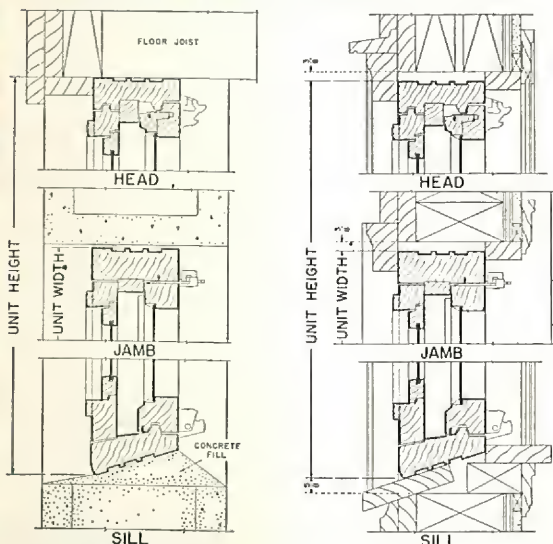 FLOOR JOIST
HEAD
UNIT HEIGHT
UNIT WIDTH
JAMB
CONCRETE
FILL
SILL
HEAD
UNIT HEIGHT
UNIT WIDTH
JAMB
SILL